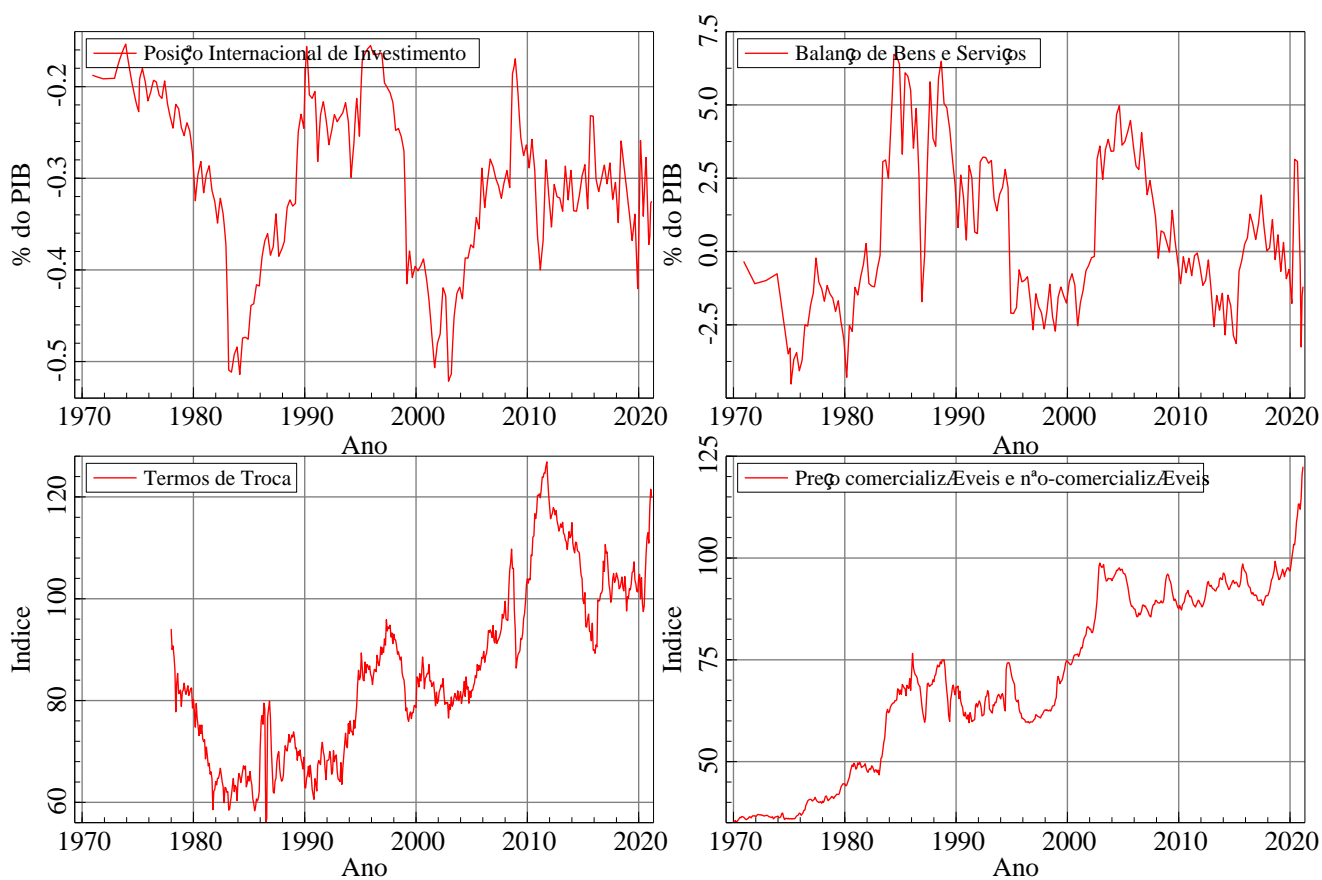 Posiçªo Internacional de Investimento
% do PIB
-0.2
-0.3
-0.4
-0.5
1970 1980 1990 2000 2010 2020
Ano
Balanço de Bens e Serviços
% do PIB
7.5
5.0
2.5
0.0
-2.5
1970 1980 1990 2000 2010 2020
Ano
Termos de Troca
Indice
120
100
80
60
1970 1980 1990 2000 2010 2020
Ano
Preço comercializÆveis e nªo-comercializÆveis
Indice
125
100
75
50
1970 1980 1990 2000 2010 2020
Ano